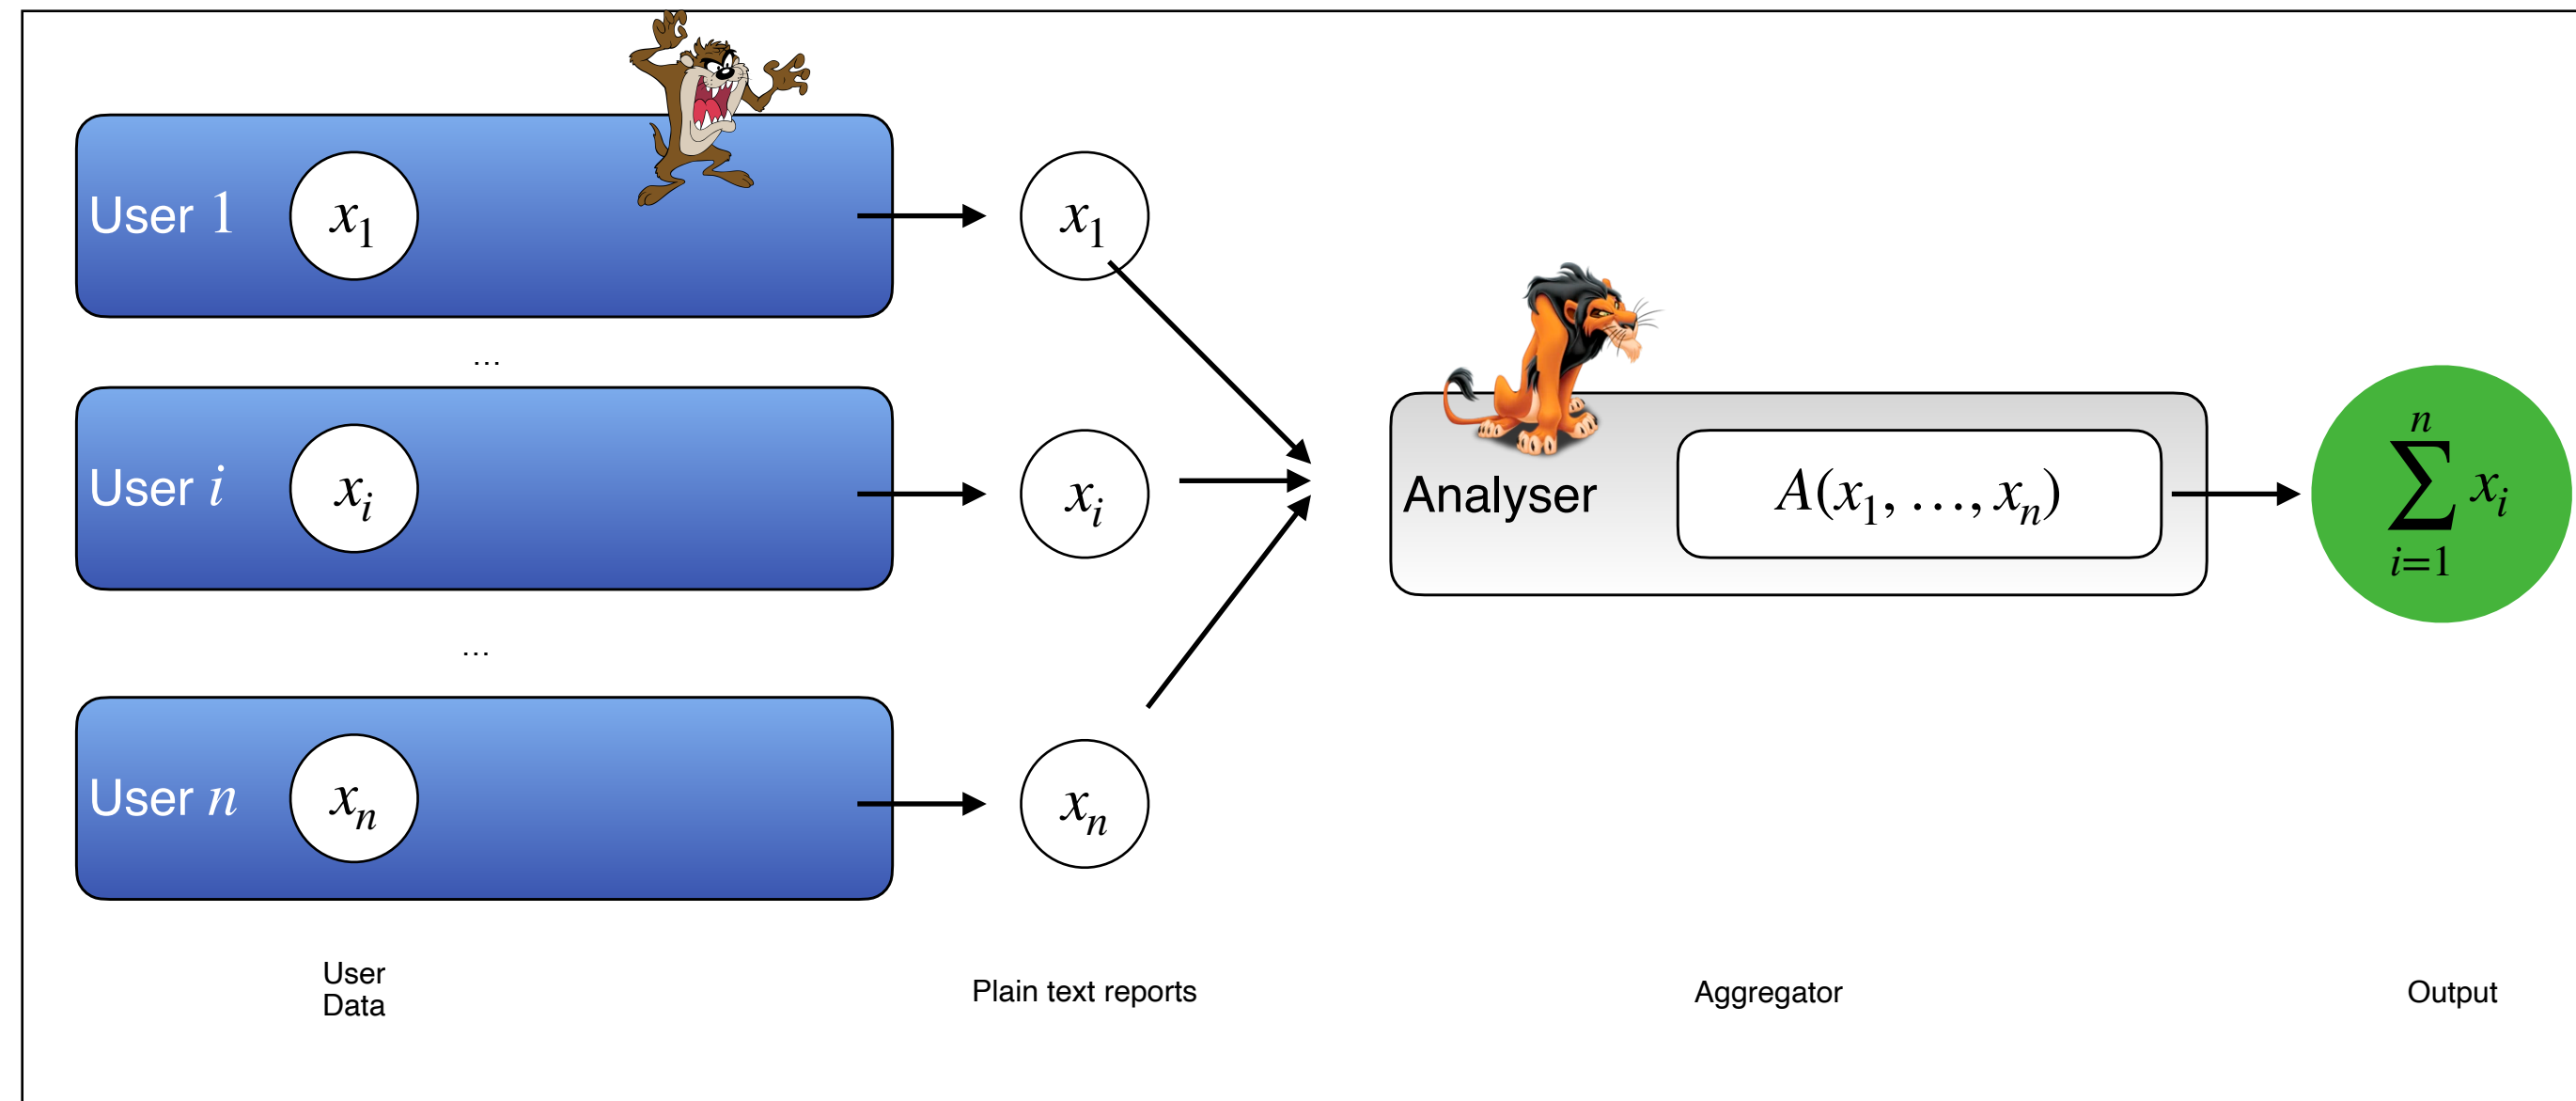 User 1
x₁
x₁
...
User i
xᵢ
xᵢ
Analyser
A(x₁, …, xₙ)
n
∑ xᵢ
i=1
...
User n
xₙ
xₙ
User
Data
Plain text reports
Aggregator
Output